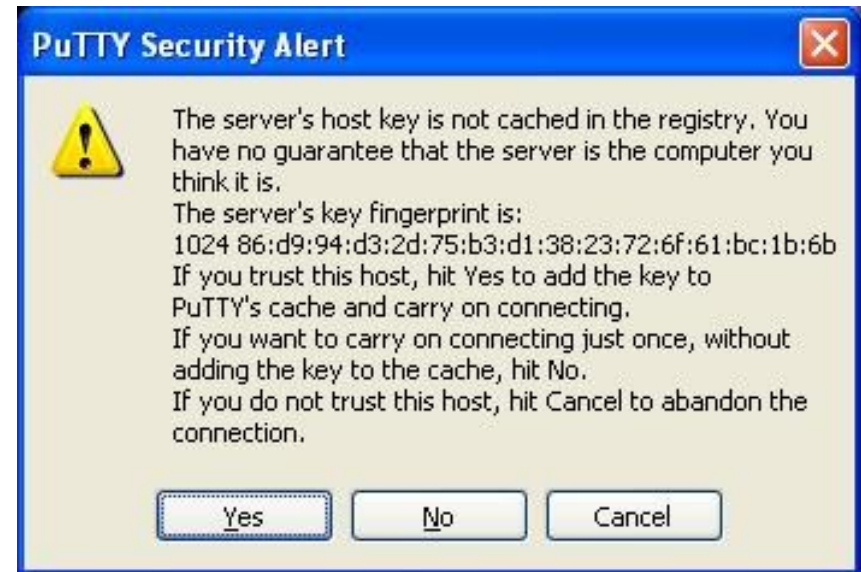 PuTTY Security Alert
The server's host key is not cached in the registry. You
have no guarantee that the server is the computer you
think it is.
The server's key fingerprint is:
1024 86:d9:94:d3:2d:75:b3:d1:38:23:72:6f:61:bc:1b:6b
If you trust this host, hit Yes to add the key to
PuTTY's cache and carry on connecting.
If you want to carry on connecting just once, without
adding the key to the cache, hit No.
If you do not trust this host, hit Cancel to abandon the
connection.
Yes No Cancel